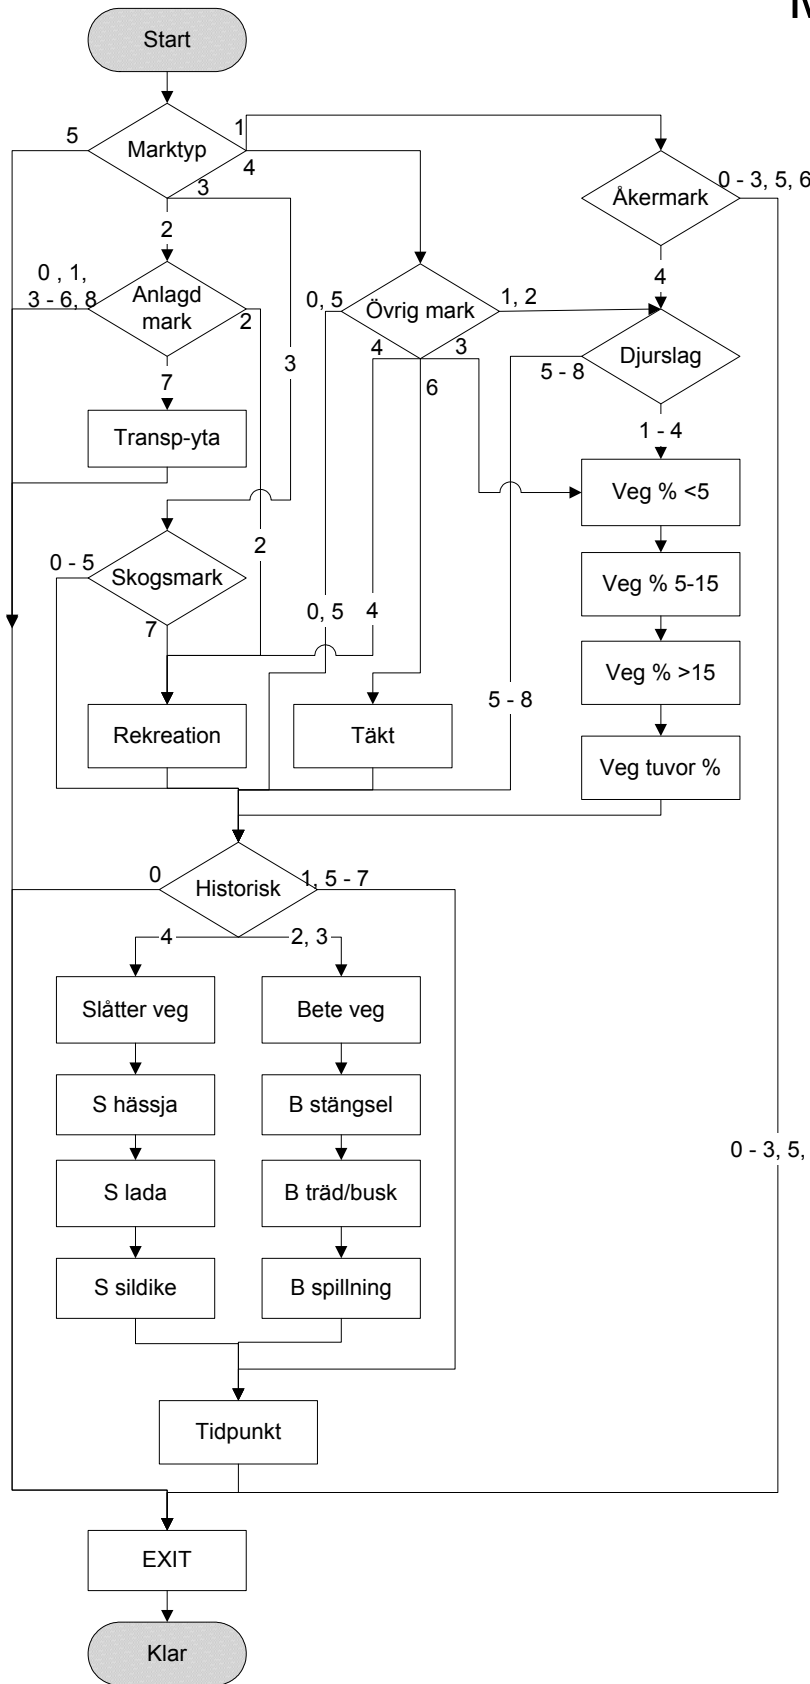 Start
Marktyp
5
1
4
3
2
Åkermark
0 - 3, 5, 6
4
0 , 1,
3 - 6, 8
Anlagd
mark
2
7
3
0, 5
Övrig mark
1, 2
4
3
6
Djurslag
5 - 8
1 - 4
Transp-yta
Veg % <5
2
0 - 5
Skogsmark
7
Veg % 5-15
0, 5
4
Veg % >15
5 - 8
Rekreation
Täkt
Veg tuvor %
0
Historisk
1, 5 - 7
4
2, 3
Slåtter veg
Bete veg
S hässja
B stängsel
0 - 3, 5,
S lada
B träd/busk
S sildike
B spillning
Tidpunkt
EXIT
Klar